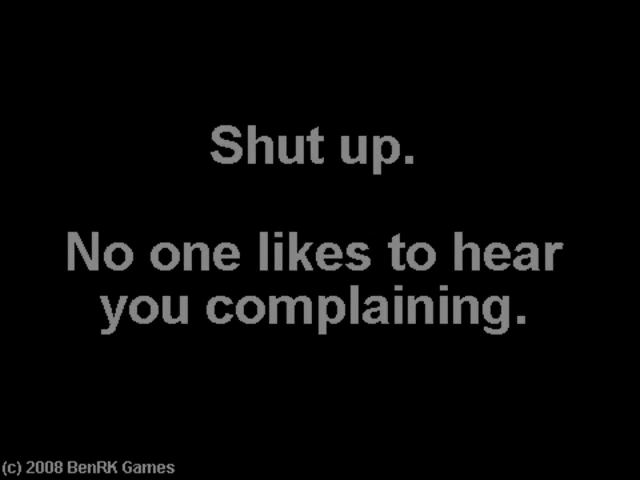 Shut up.
No one likes to hear
you complaining.
(c) 2008 BenRK Games